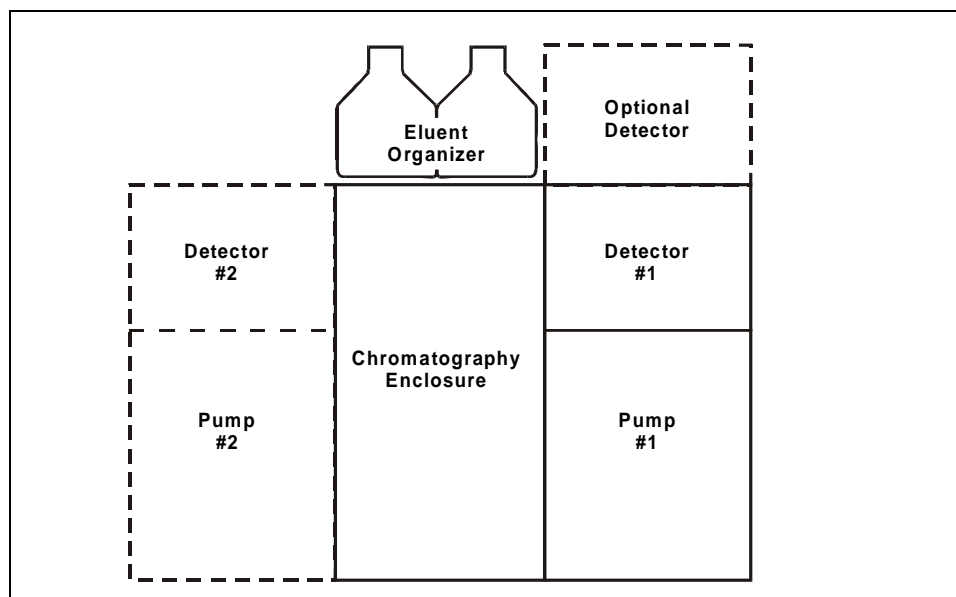 Optional
Detector
Eluent
Organizer
Detector
#2
Detector
#1
Chromatography
Enclosure
Pump
#2
Pump
#1